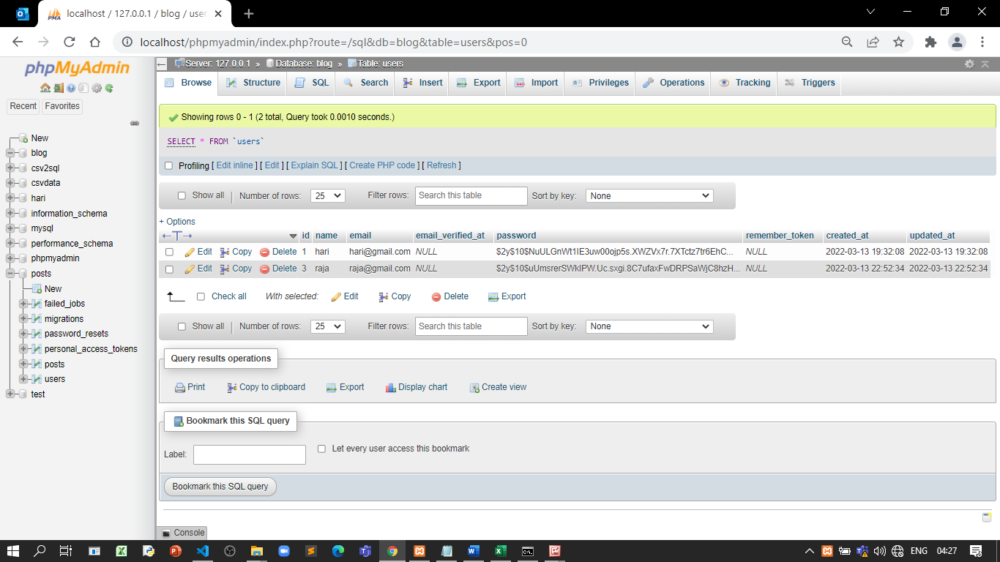 localhost / 127.0.0.1 / blog / user
localhost/phpmyadmin/index.php?route=/sql&db=blog&table=users&pos=0
phpMyAdmin
Recent Favorites
New
blog
csv2sql
csvdata
hari
information_schema
mysql
performance_schema
phpmyadmin
posts
New
failed_jobs
migrations
password_resets
personal_access_tokens
posts
users
test
Server: 127.0.0.1 » Database: blog » Table: users
Browse Structure SQL Search Insert Export Import Privileges Operations Tracking Triggers
Showing rows 0 - 1 (2 total, Query took 0.0010 seconds.)
SELECT * FROM `users`
Profiling [ Edit inline ] [ Edit ] [ Explain SQL ] [ Create PHP code ] [ Refresh ]
Show all | Number of rows: 25 Filter rows: Search this table Sort by key: None
+ Options
←T→ id name email email_verified_at password remember_token created_at updated_at
Edit Copy Delete 1 hari hari@gmail.com NULL $2y$10$NuULGnWt1IE3uw00ojp5s.XWZVx7r.7XTctz7tr6EhC... NULL 2022-03-13 19:32:08 2022-03-13 19:32:08
Edit Copy Delete 3 raja raja@gmail.com NULL $2y$10$uUmsrerSWklPW.Uc.sxgi.8C7ufaxFwDRPSaWjC8hzH... NULL 2022-03-13 22:52:34 2022-03-13 22:52:34
Check all With selected: Edit Copy Delete Export
Show all | Number of rows: 25 Filter rows: Search this table Sort by key: None
Query results operations
Print Copy to clipboard Export Display chart Create view
Bookmark this SQL query
Label: Let every user access this bookmark
Bookmark this SQL query
Console
ENG 04:27